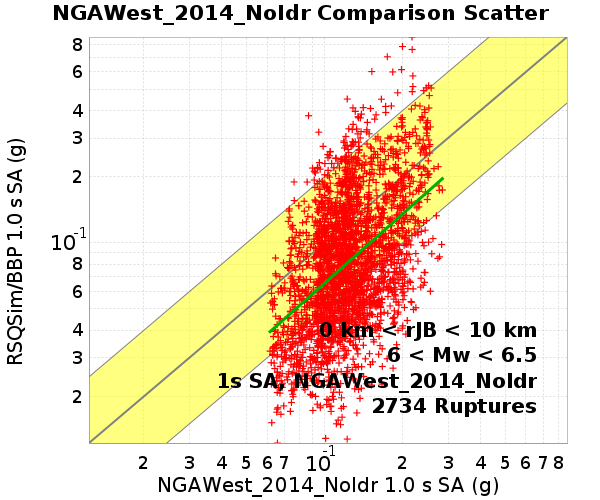 NGAWest_2014_NoIdr Comparison Scatter
RSQSim/BBP 1.0 s SA (g)
8
6
4
3
2
10-1
8
6
4
3
2
0 km < rJB < 10 km
6 < Mw < 6.5
1s SA, NGAWest_2014_NoIdr
2734 Ruptures
2 3 4 5 6 7 10-1 2 3 4 5 6 7 8
NGAWest_2014_NoIdr 1.0 s SA (g)